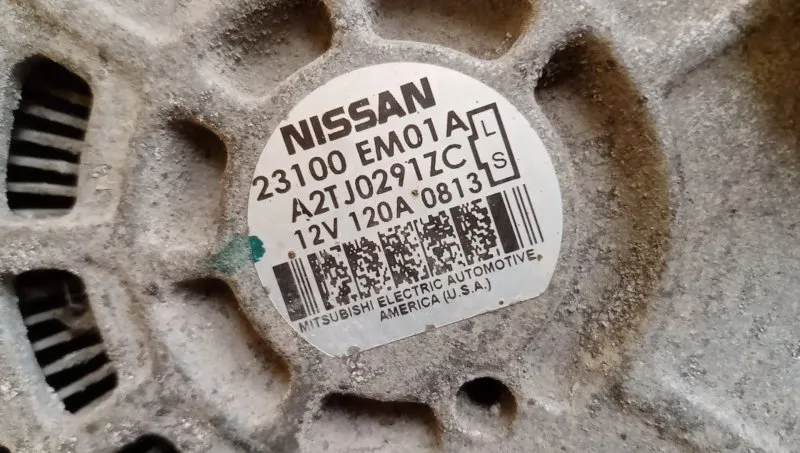 NISSAN
23100 EM01A
A2TJ0291ZC
12V 120A 0813
L
S
MITSUBISHI ELECTRIC AUTOMOTIVE
AMERICA (U.S.A.)